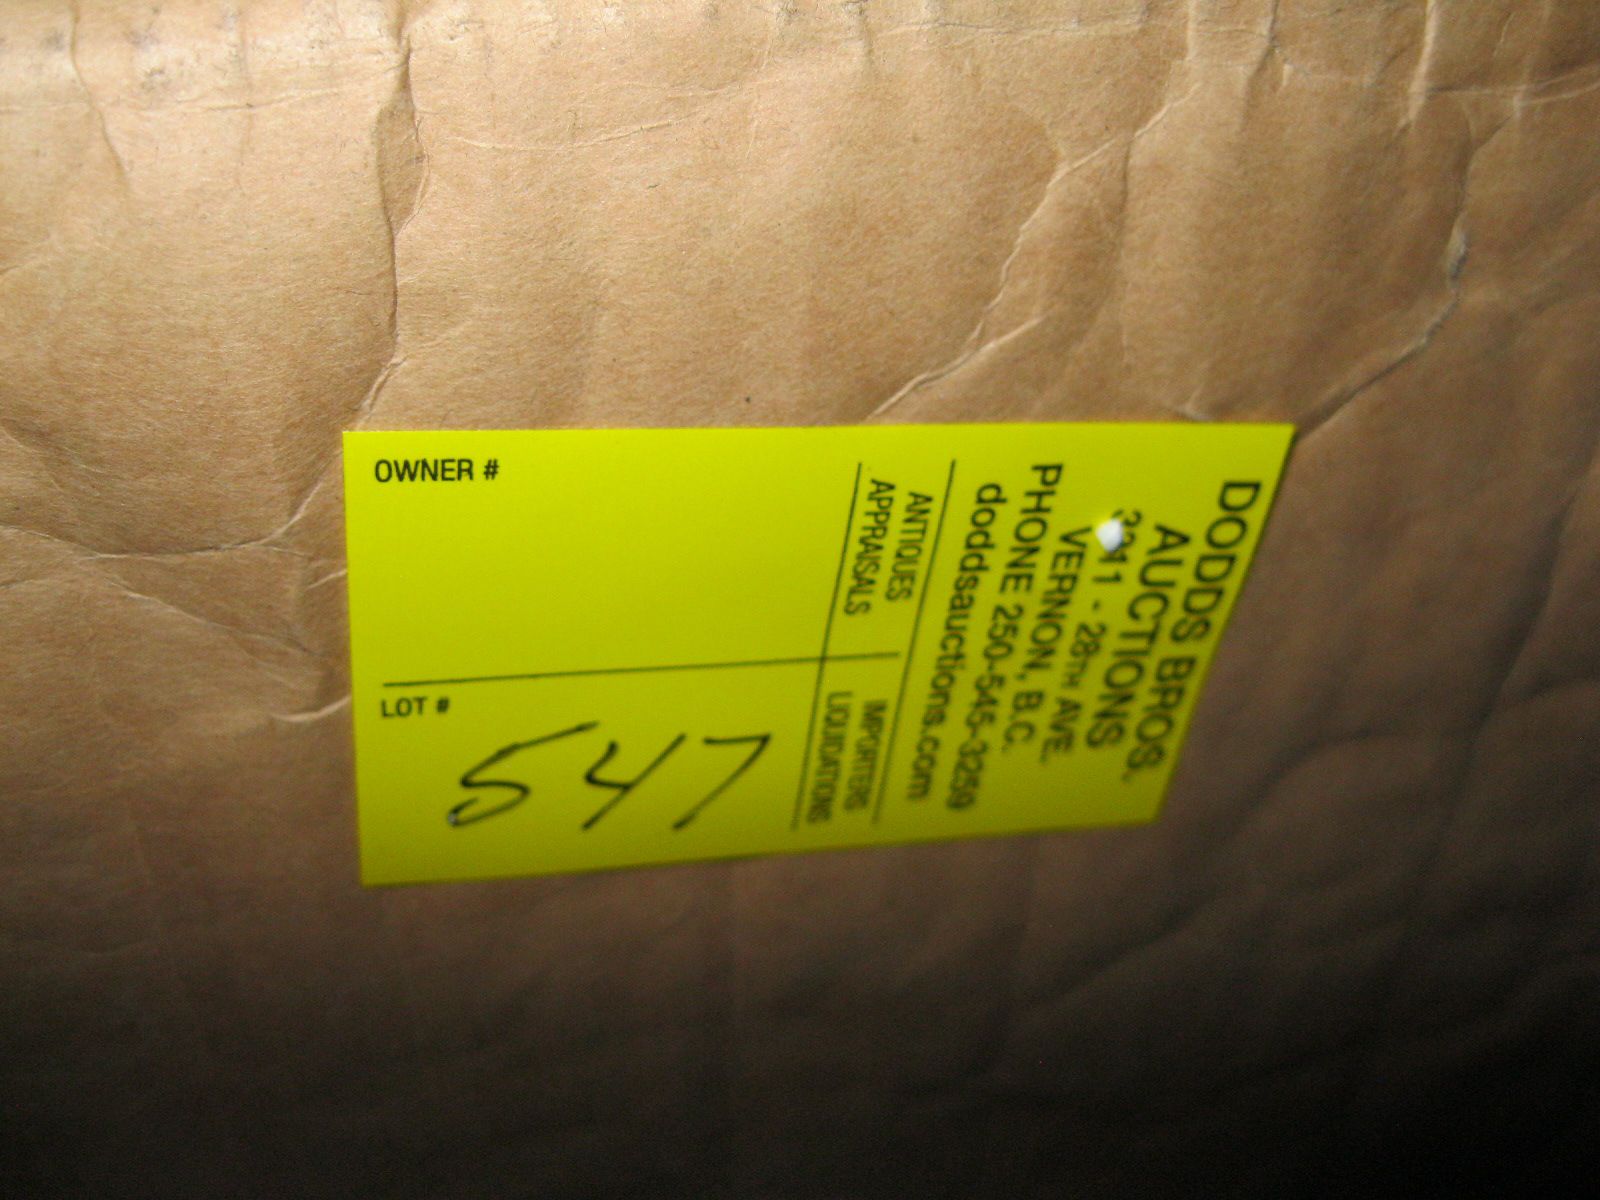 DODDS BROS.
AUCTIONS
11 - 28TH AVE.
VERNON, B.C.
PHONE 250-545-3259
doddsauctions.com
ANTIQUES
APPRAISALS
IMPORTERS
LIQUIDATIONS
OWNER #
LOT #
547